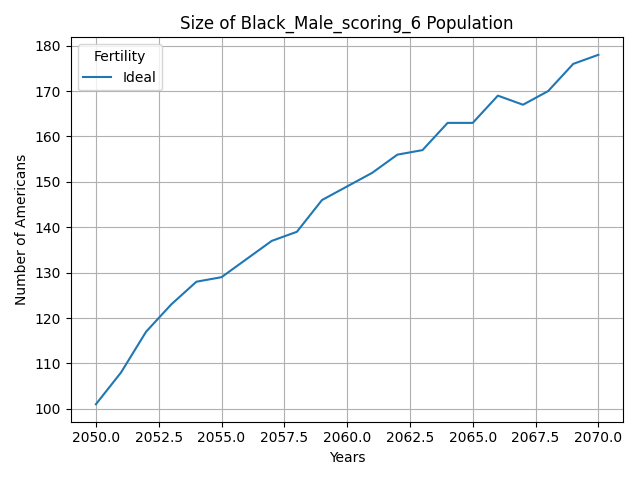 Size of Black_Male_scoring_6 Population
Fertility
Ideal
Number of Americans
180
170
160
150
140
130
120
110
100
2050.0 2052.5 2055.0 2057.5 2060.0 2062.5 2065.0 2067.5 2070.0
Years